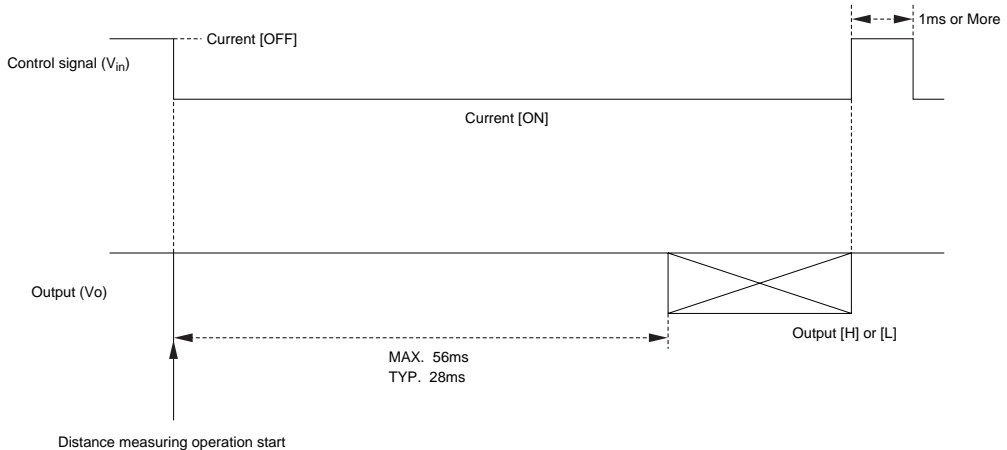 1ms or More
Current [OFF]
Control signal (Vin)
Current [ON]
Output (Vo)
Output [H] or [L]
MAX. 56ms
TYP. 28ms
Distance measuring operation start